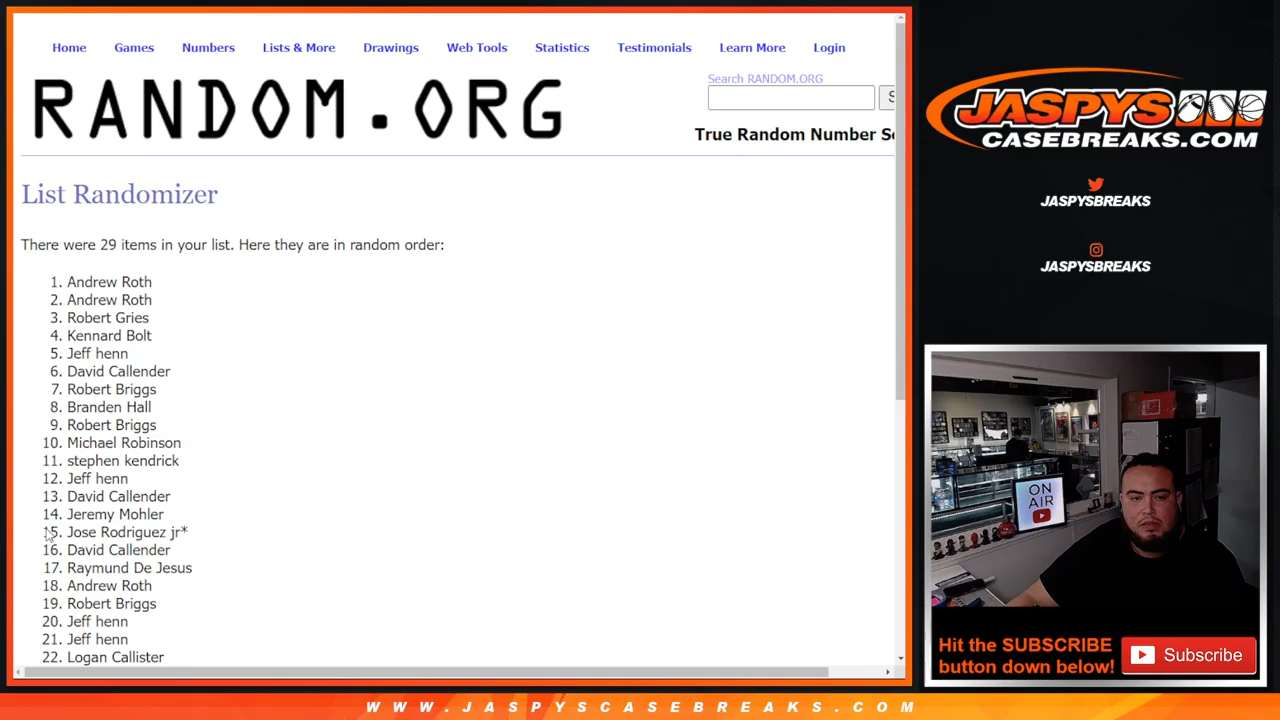 Home Games Numbers Lists & More Drawings Web Tools Statistics Testimonials Learn More Login
RANDOM.ORG
Search RANDOM.ORG
True Random Number Se
List Randomizer
There were 29 items in your list. Here they are in random order:
1. Andrew Roth
2. Andrew Roth
3. Robert Gries
4. Kennard Bolt
5. Jeff henn
6. David Callender
7. Robert Briggs
8. Branden Hall
9. Robert Briggs
10. Michael Robinson
11. stephen kendrick
12. Jeff henn
13. David Callender
14. Jeremy Mohler
15. Jose Rodriguez jr*
16. David Callender
17. Raymund De Jesus
18. Andrew Roth
19. Robert Briggs
20. Jeff henn
21. Jeff henn
22. Logan Callister
JASPYS
CASEBREAKS.COM
JASPYSBREAKS
JASPYSBREAKS
ON
AIR
Hit the SUBSCRIBE
button down below!
Subscribe
WWW.JASPYSCASEBREAKS.COM